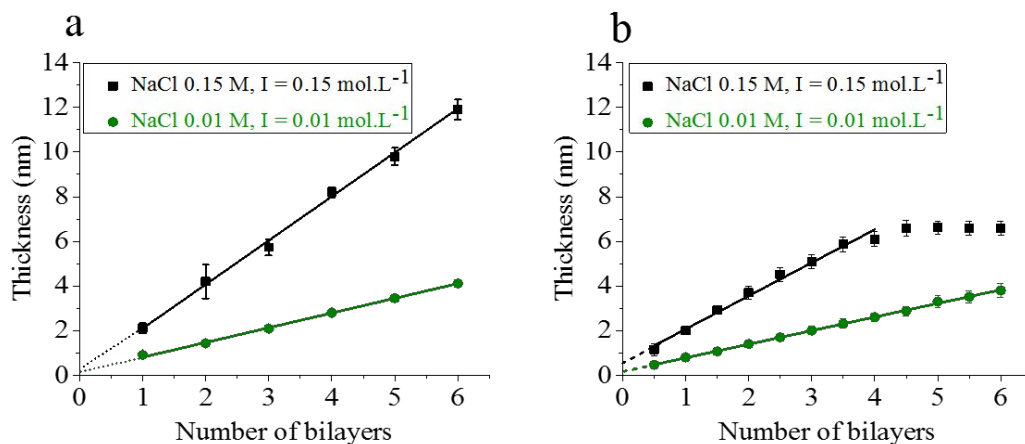 a
14
12
10
8
6
4
2
0
Thickness (nm)
NaCl 0.15 M, I = 0.15 mol.L-1
NaCl 0.01 M, I = 0.01 mol.L-1
0 1 2 3 4 5 6
Number of bilayers
b
14
12
10
8
6
4
2
0
Thickness (nm)
NaCl 0.15 M, I = 0.15 mol.L-1
NaCl 0.01 M, I = 0.01 mol.L-1
0 1 2 3 4 5 6
Number of bilayers